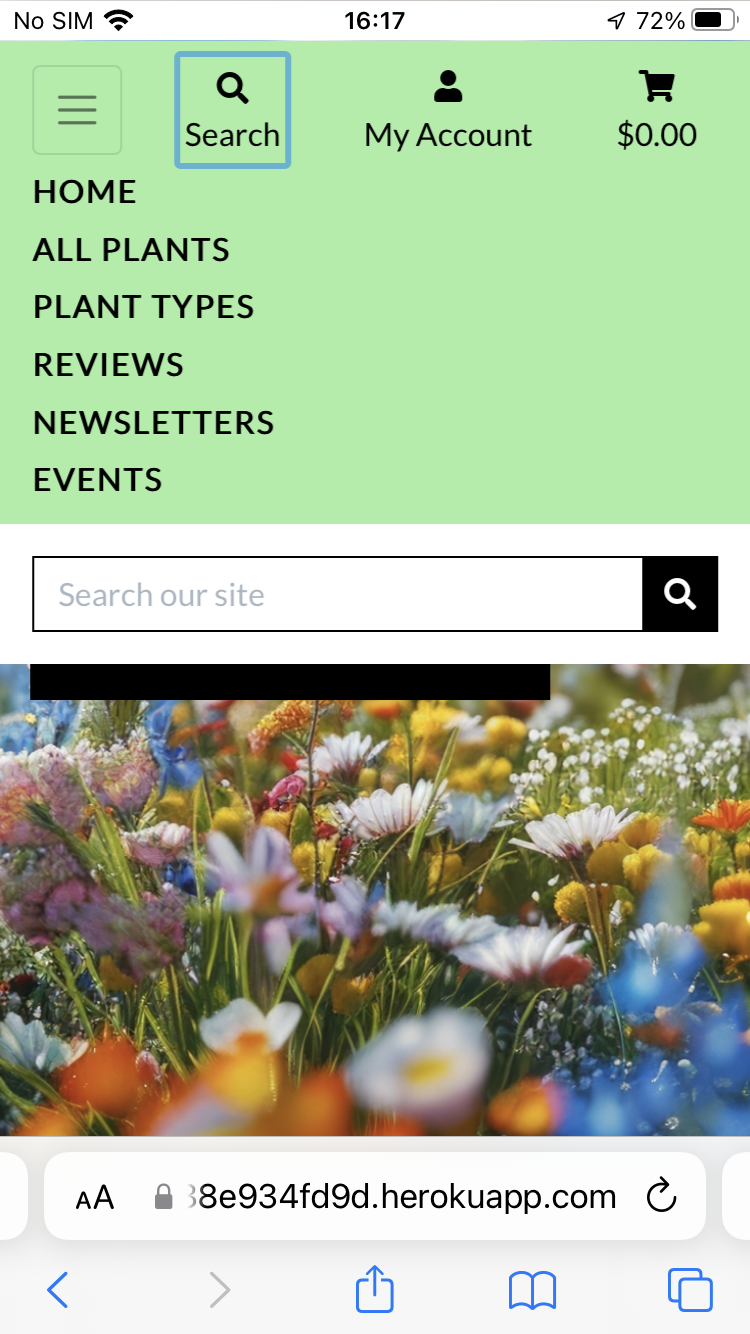 No SIM 16:17 72%
Search My Account $0.00
HOME
ALL PLANTS
PLANT TYPES
REVIEWS
NEWSLETTERS
EVENTS
Search our site
AA 8e934fd9d.herokuapp.com